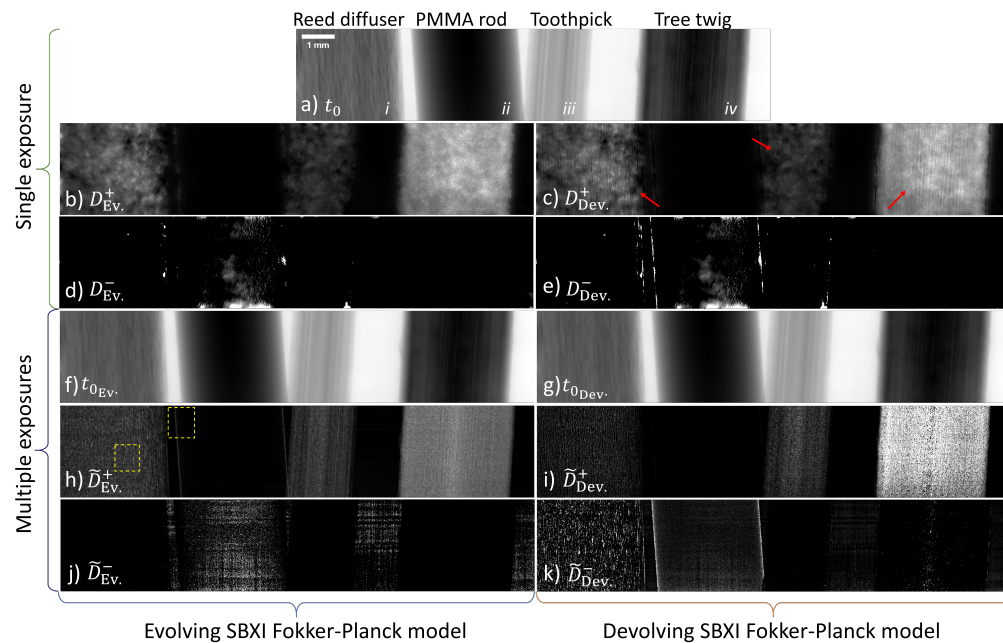 Reed diffuser PMMA rod Toothpick Tree twig
1 mm
a) t₀ i ii iii iv
Single exposure
b) D⁺Ev.
c) D⁺Dev.
d) D⁻Ev.
e) D⁻Dev.
Multiple exposures
f) t₀Ev.
g) t₀Dev.
h) D̃⁺Ev.
i) D̃⁺Dev.
j) D̃⁻Ev.
k) D̃⁻Dev.
Evolving SBXI Fokker-Planck model
Devolving SBXI Fokker-Planck model